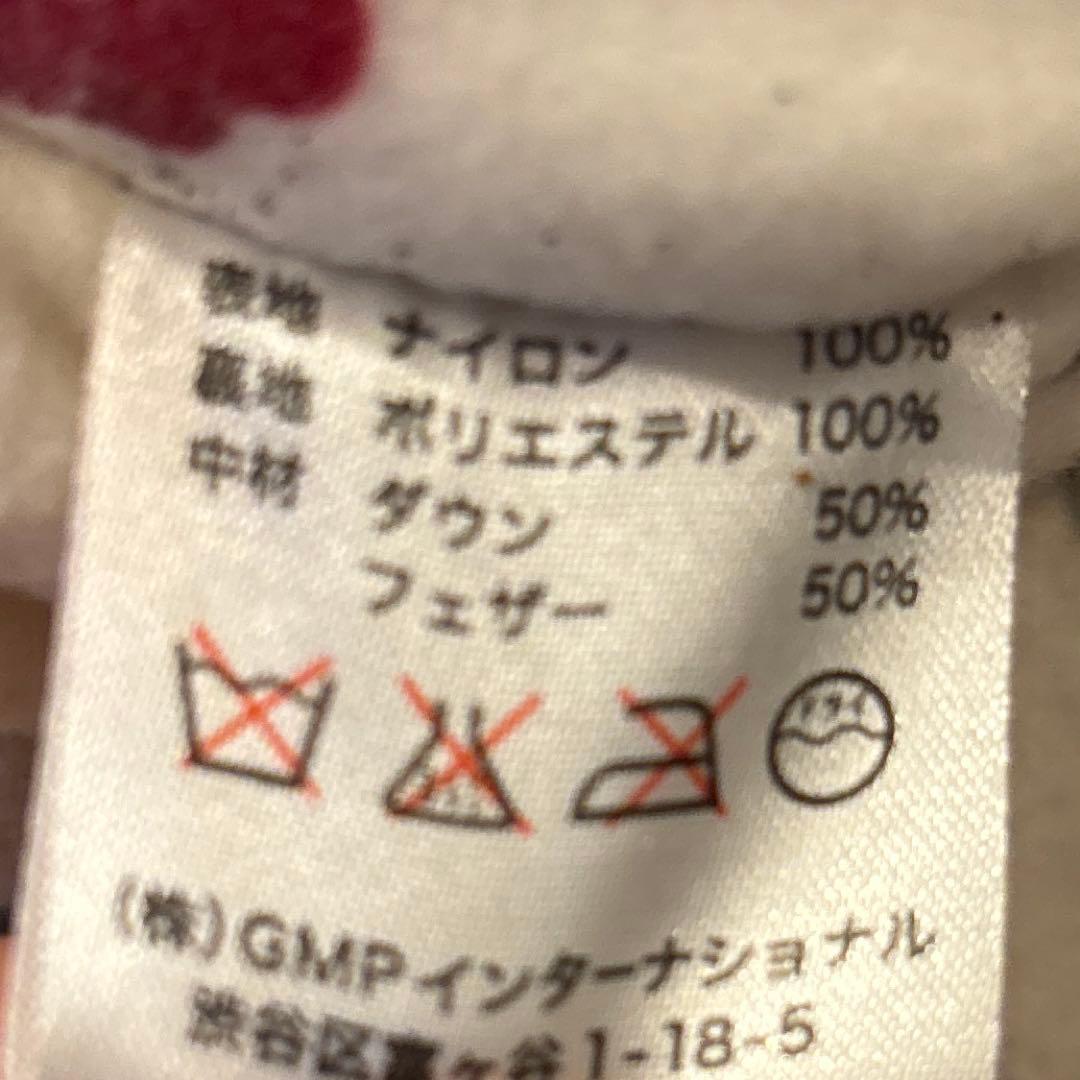 表地 ナイロン 100%
裏地 ポリエステル 100%
中材 ダウン 50%
フェザー 50%
ドライ
(株)GMPインターナショナル
渋谷区富ヶ谷1-18-5